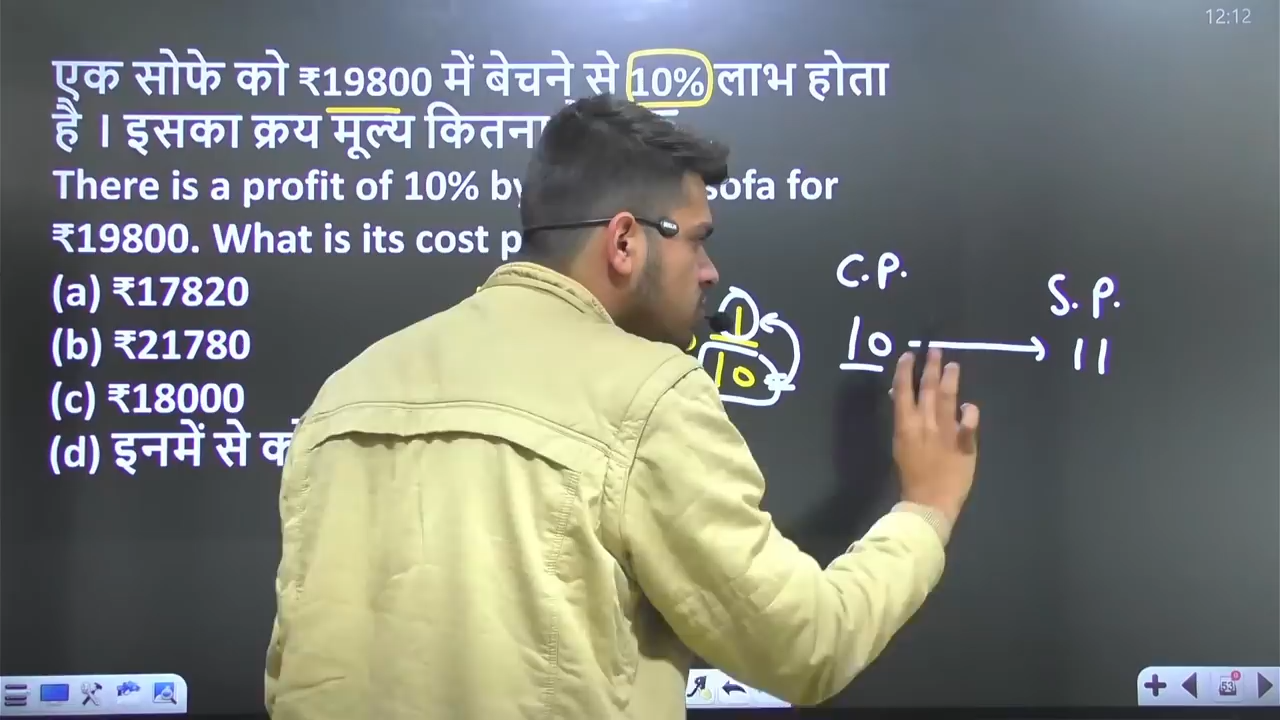 12:12
एक सोफे को ₹19800 में बेचने से 10% लाभ होता
है । इसका क्रय मूल्य कितना
There is a profit of 10% by sofa for
₹19800. What is its cost
(a) ₹17820
(b) ₹21780
(c) ₹18000
(d) इनमें से
C.P. S.P.
1
10
10 → 11
53